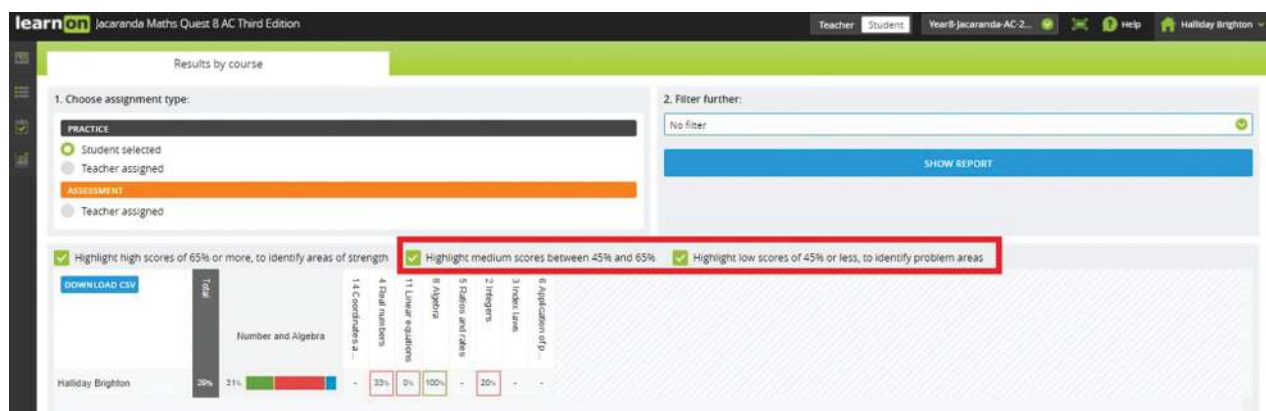 learnon Jacaranda Maths Quest 8 AC Third Edition
Teacher Student Year8-Jacaranda-AC-2... Help Halliday Brighton
Results by course
1. Choose assignment type:
PRACTICE
Student selected
Teacher assigned
ASSESSMENT
Teacher assigned
2. Filter further:
No filter
SHOW REPORT
Highlight high scores of 65% or more, to identify areas of strength Highlight medium scores between 45% and 65% Highlight low scores of 45% or less, to identify problem areas
DOWNLOAD CSV
Total
Number and Algebra
14 Coordinates a...
4 Real numbers
11 Linear equations
8 Algebra
5 Ratios and rates
2 Integers
3 Index laws
6 Application of p...
Halliday Brighton 29% 31% - 33% 0% 100% - 20% - -